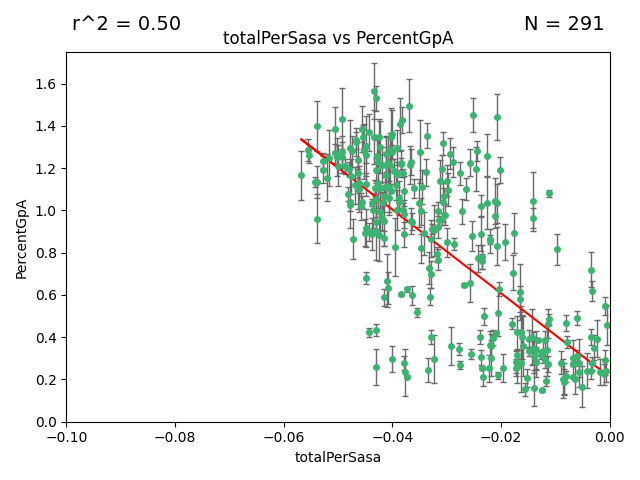 r^2 = 0.50 N = 291
totalPerSasa vs PercentGpA
1.6
1.4
1.2
1.0
0.8
0.6
0.4
0.2
0.0
PercentGpA
−0.10 −0.08 −0.06 −0.04 −0.02 0.00
totalPerSasa